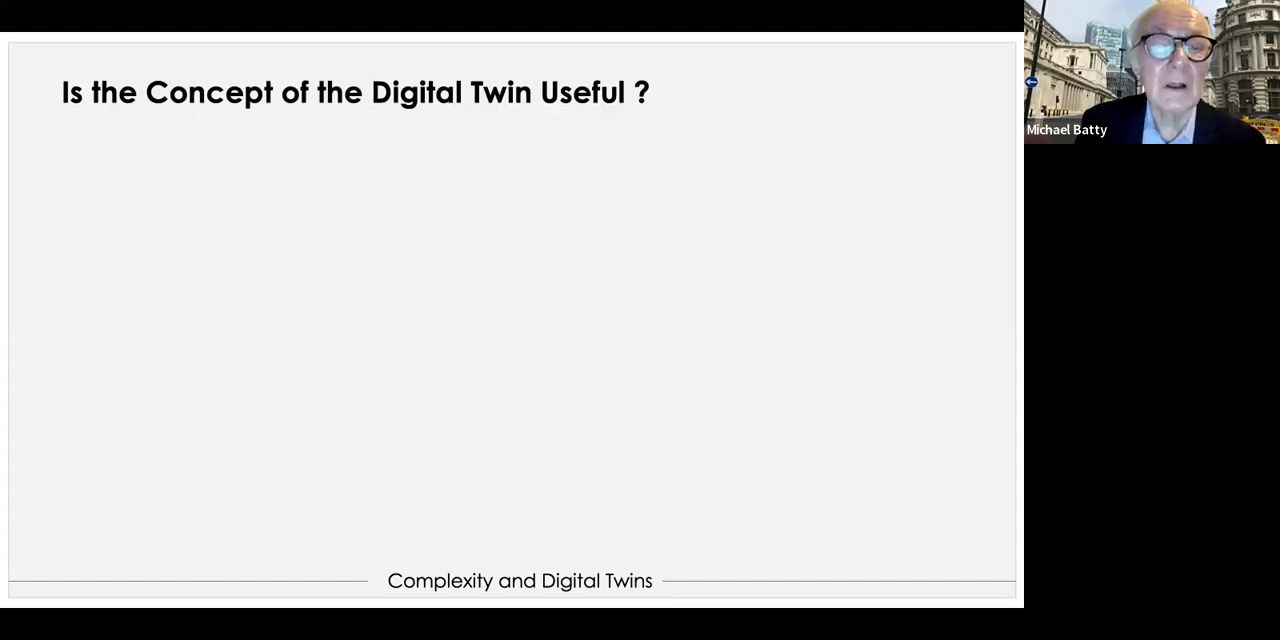 Is the Concept of the Digital Twin Useful ?
Michael Batty
Complexity and Digital Twins